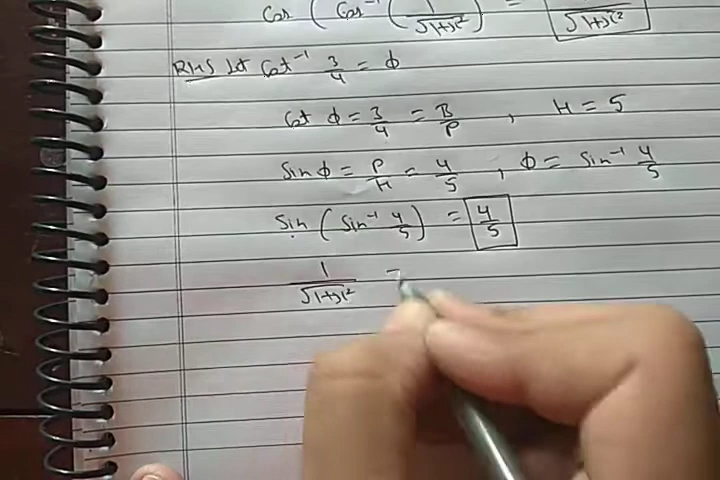 Cos (Cos⁻¹ (1/√1+x²)) = 1/√1+x²
RHS let Cot⁻¹ 3/4 = φ
Cot φ = 3/4 = B/P , H = 5
Sin φ = P/H = 4/5 , φ = Sin⁻¹ 4/5
Sin (Sin⁻¹ 4/5) = 4/5
1/√1+x² =